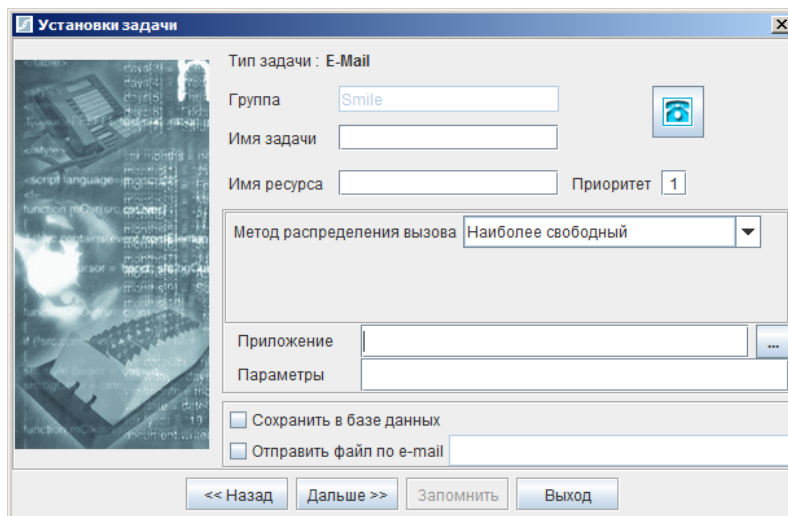 Установки задачи
Тип задачи : E-Mail
Группа Smile
Имя задачи
Имя ресурса Приоритет 1
Метод распределения вызова Наиболее свободный
Приложение ...
Параметры
Сохранить в базе данных
Отправить файл по e-mail
<< Назад Дальше >> Запомнить Выход